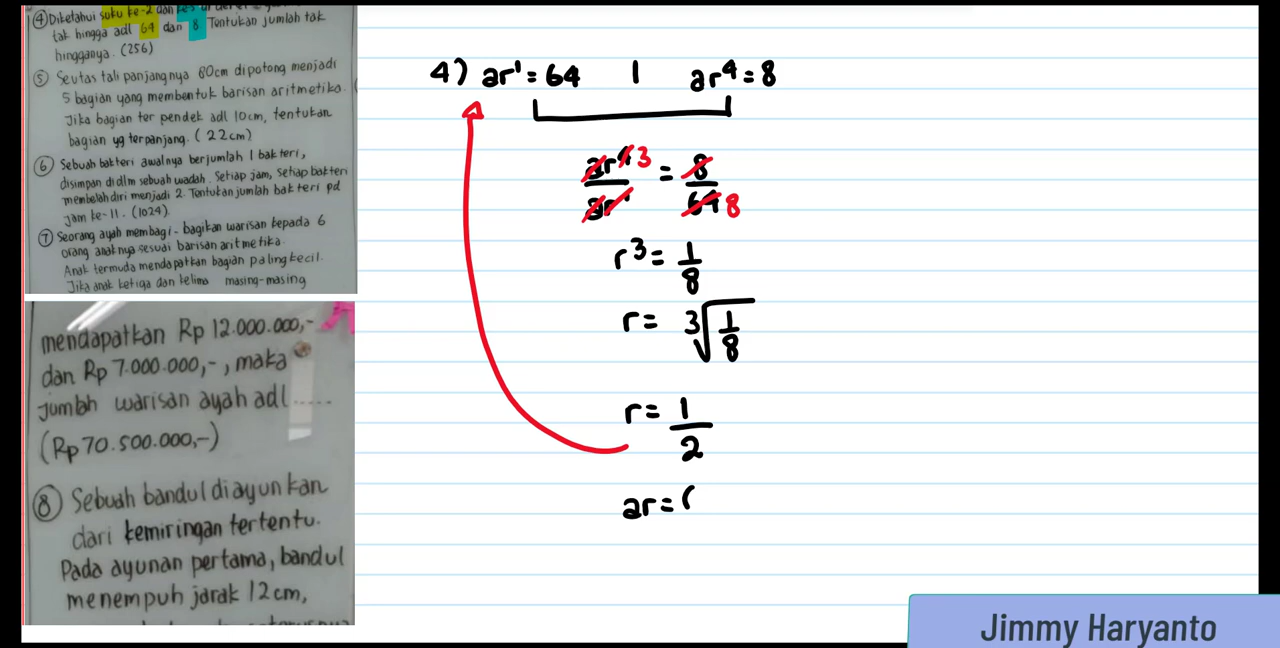 ④ Diketahui suku ke-2 dan
tak hingga adl 64 dan 8. Tentukan jumlah tak
hingganya. (256)
⑤ Seutas tali panjangnya 80cm dipotong menjadi
5 bagian yang membentuk barisan aritmetika.
Jika bagian ter pendek adl 10cm, tentukan
bagian yg terpanjang. (22cm)
⑥ Sebuah bakteri awalnya berjumlah 1 bakteri,
disimpan didlm sebuah wadah. Setiap jam, setiap bakteri
membelah diri menjadi 2. Tentukan jumlah bakteri pd
jam ke-11. (1024).
⑦ Seorang ayah membagi-bagikan warisan kepada 6
orang anaknya sesuai barisan aritmetika.
Anak termuda mendapatkan bagian paling kecil.
Jika anak ketiga dan kelima masing-masing
mendapatkan Rp 12.000.000,-
dan Rp 7.000.000,-, maka
jumlah warisan ayah adl .....
(Rp 70.500.000,-)
⑧ Sebuah bandul diayunkan
dari kemiringan tertentu.
Pada ayunan pertama, bandul
menempuh jarak 12cm,
4) ar¹ = 64 | ar⁴ = 8
ar⁴ 3 / ar¹ = 8 / 64 8
r³ = 1/8
r = ³√(1/8)
r = 1/2
ar = (
Jimmy Haryanto